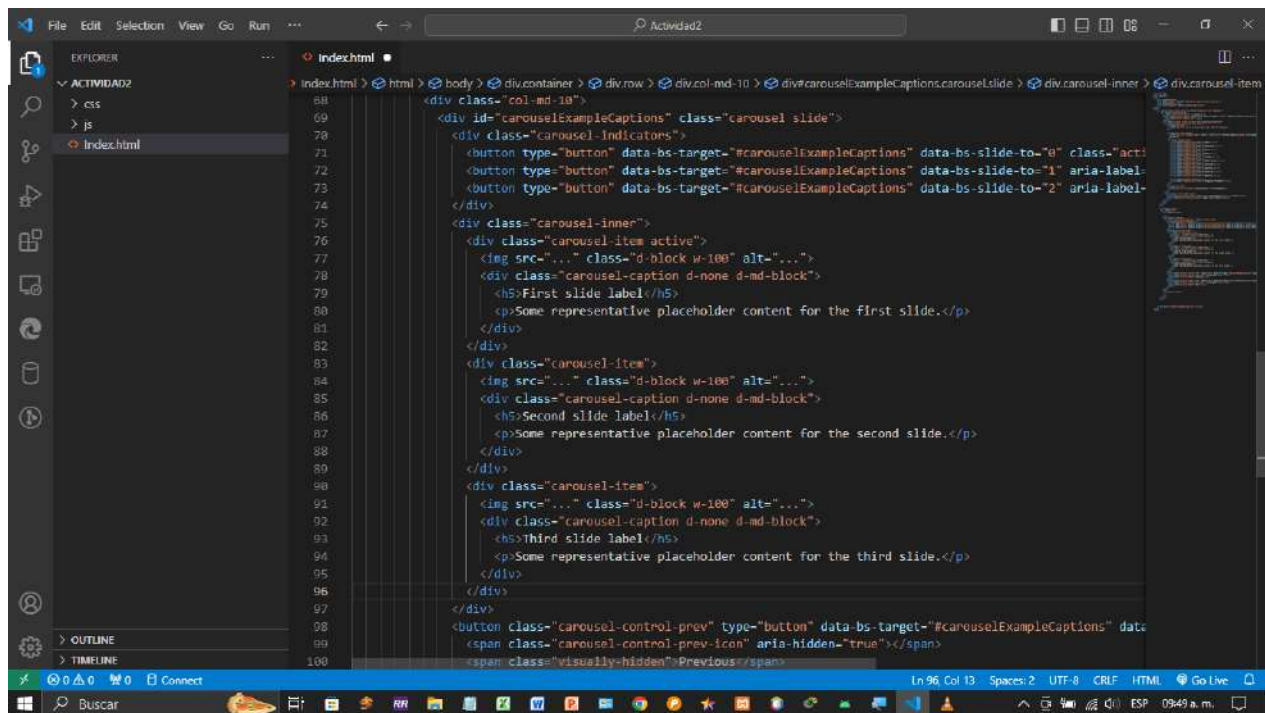 File Edit Selection View Go Run ··· Actividad2
EXPLORER ··· Index.html
ACTIVIDAD2
css
js
Index.html
Index.html > html > body > div.container > div.row > div.col-md-10 > div#carouselExampleCaptions.carousel.slide > div.carousel-inner > div.carousel-item
68 <div class="col-md-10">
69 <div id="carouselExampleCaptions" class="carousel slide">
70 <div class="carousel-indicators">
71 <button type="button" data-bs-target="#carouselExampleCaptions" data-bs-slide-to="0" class="acti
72 <button type="button" data-bs-target="#carouselExampleCaptions" data-bs-slide-to="1" aria-label=
73 <button type="button" data-bs-target="#carouselExampleCaptions" data-bs-slide-to="2" aria-label=
74 </div>
75 <div class="carousel-inner">
76 <div class="carousel-item active">
77 <img src="..." class="d-block w-100" alt="...">
78 <div class="carousel-caption d-none d-md-block">
79 <h5>First slide label</h5>
80 <p>Some representative placeholder content for the first slide.</p>
81 </div>
82 </div>
83 <div class="carousel-item">
84 <img src="..." class="d-block w-100" alt="...">
85 <div class="carousel-caption d-none d-md-block">
86 <h5>Second slide label</h5>
87 <p>Some representative placeholder content for the second slide.</p>
88 </div>
89 </div>
90 <div class="carousel-item">
91 <img src="..." class="d-block w-100" alt="...">
92 <div class="carousel-caption d-none d-md-block">
93 <h5>Third slide label</h5>
94 <p>Some representative placeholder content for the third slide.</p>
95 </div>
96 </div>
97 </div>
98 <button class="carousel-control-prev" type="button" data-bs-target="#carouselExampleCaptions" data
99 <span class="carousel-control-prev-icon" aria-hidden="true"></span>
100 <span class="visually-hidden">Previous</span>
OUTLINE
TIMELINE
0 0 0 Connect Ln 96, Col 13 Spaces: 2 UTF-8 CRLF HTML Go Live
Buscar ESP 09:49 a. m.